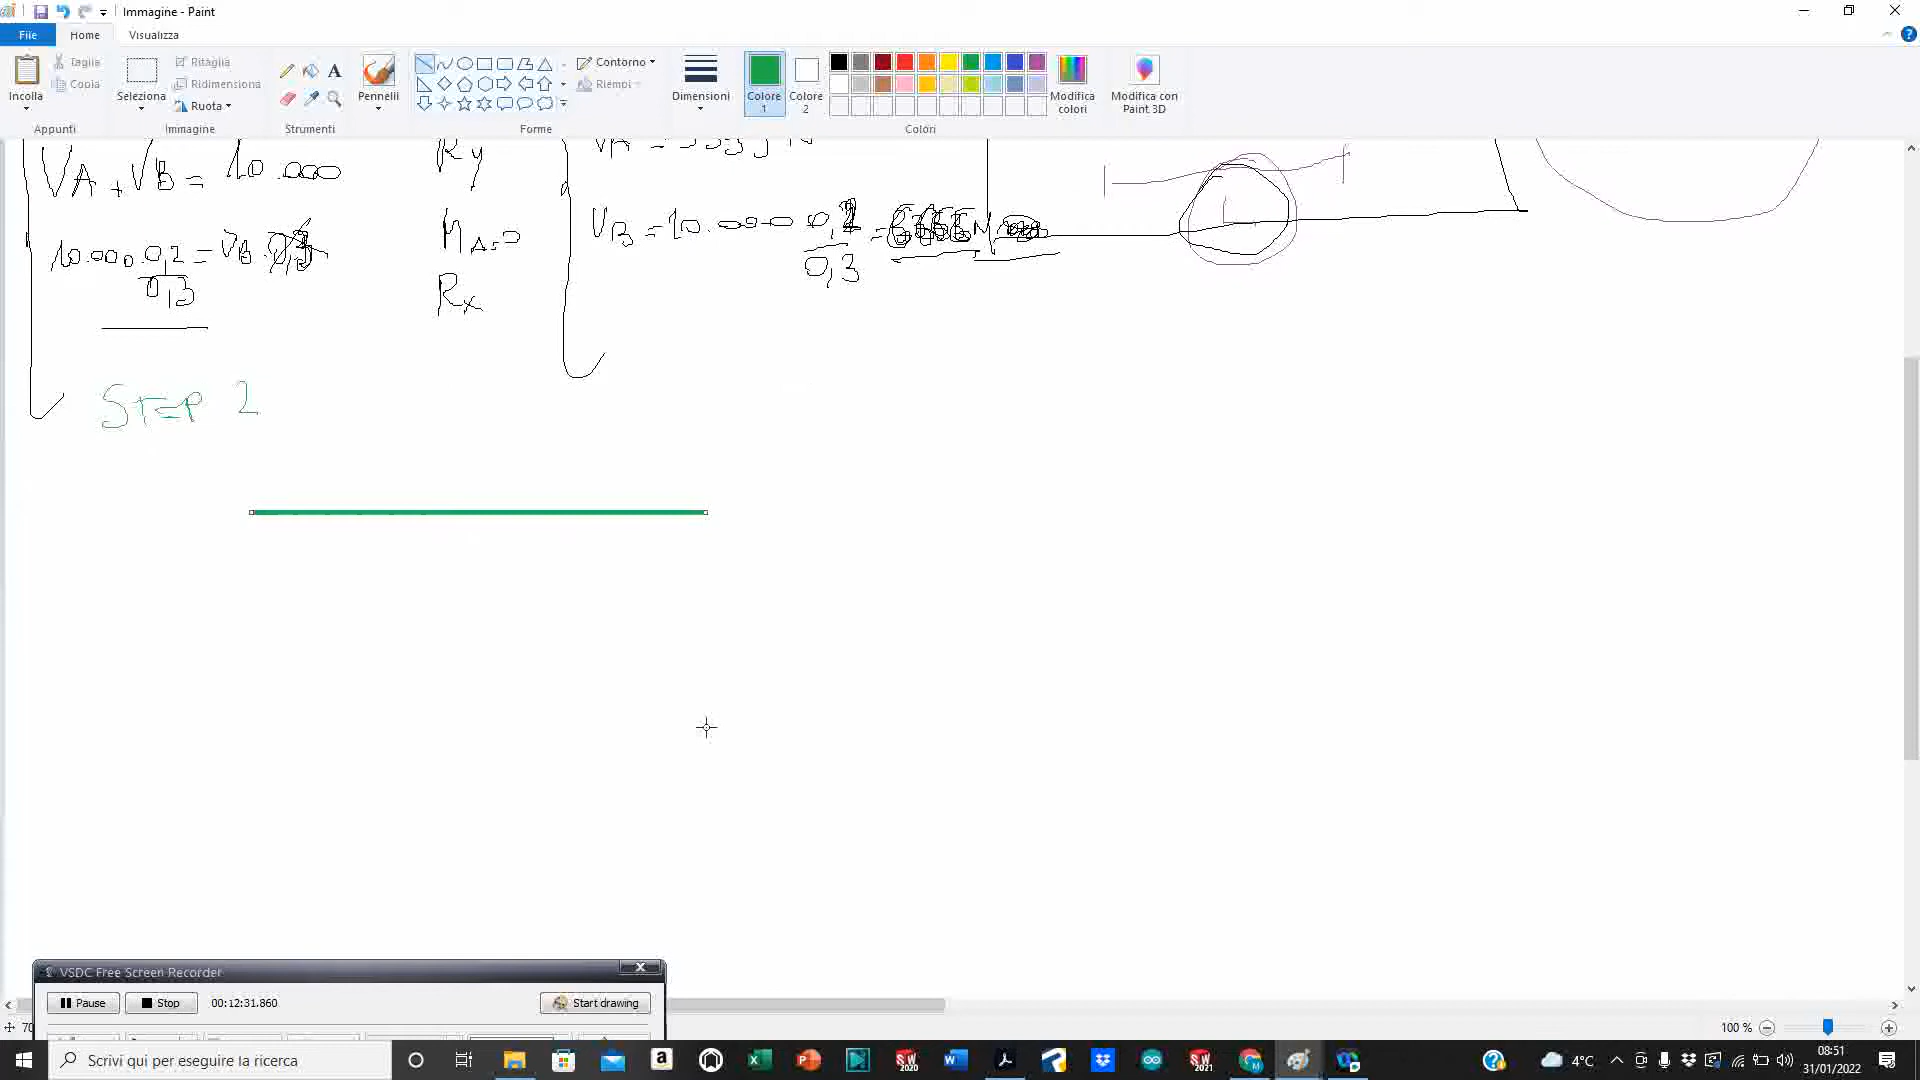 Immagine - Paint
File Home Visualizza
Incolla
Taglia
Copia
Appunti
Seleziona
Ritaglia
Ridimensiona
Ruota
Immagine
Strumenti
Pennelli
Contorno
Riempi
Forme
Dimensioni
Colore 1
Colore 2
Modifica colori
Modifica con Paint 3D
Colori
VA + VB = 10.000
10.000.0,2 = VB.0,3
0,3
Ry
MA=0
Rx
VB = 10.000 0,2
0,3
STEP 2
VSDC Free Screen Recorder
Pause Stop 00:12:31.860 Start drawing
100 %
Scrivi qui per eseguire la ricerca
4°C
08:51
31/01/2022